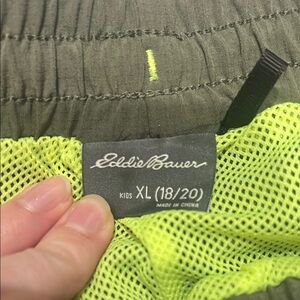 Eddie Bauer
KIDS XL (18/20)
MADE IN CHINA